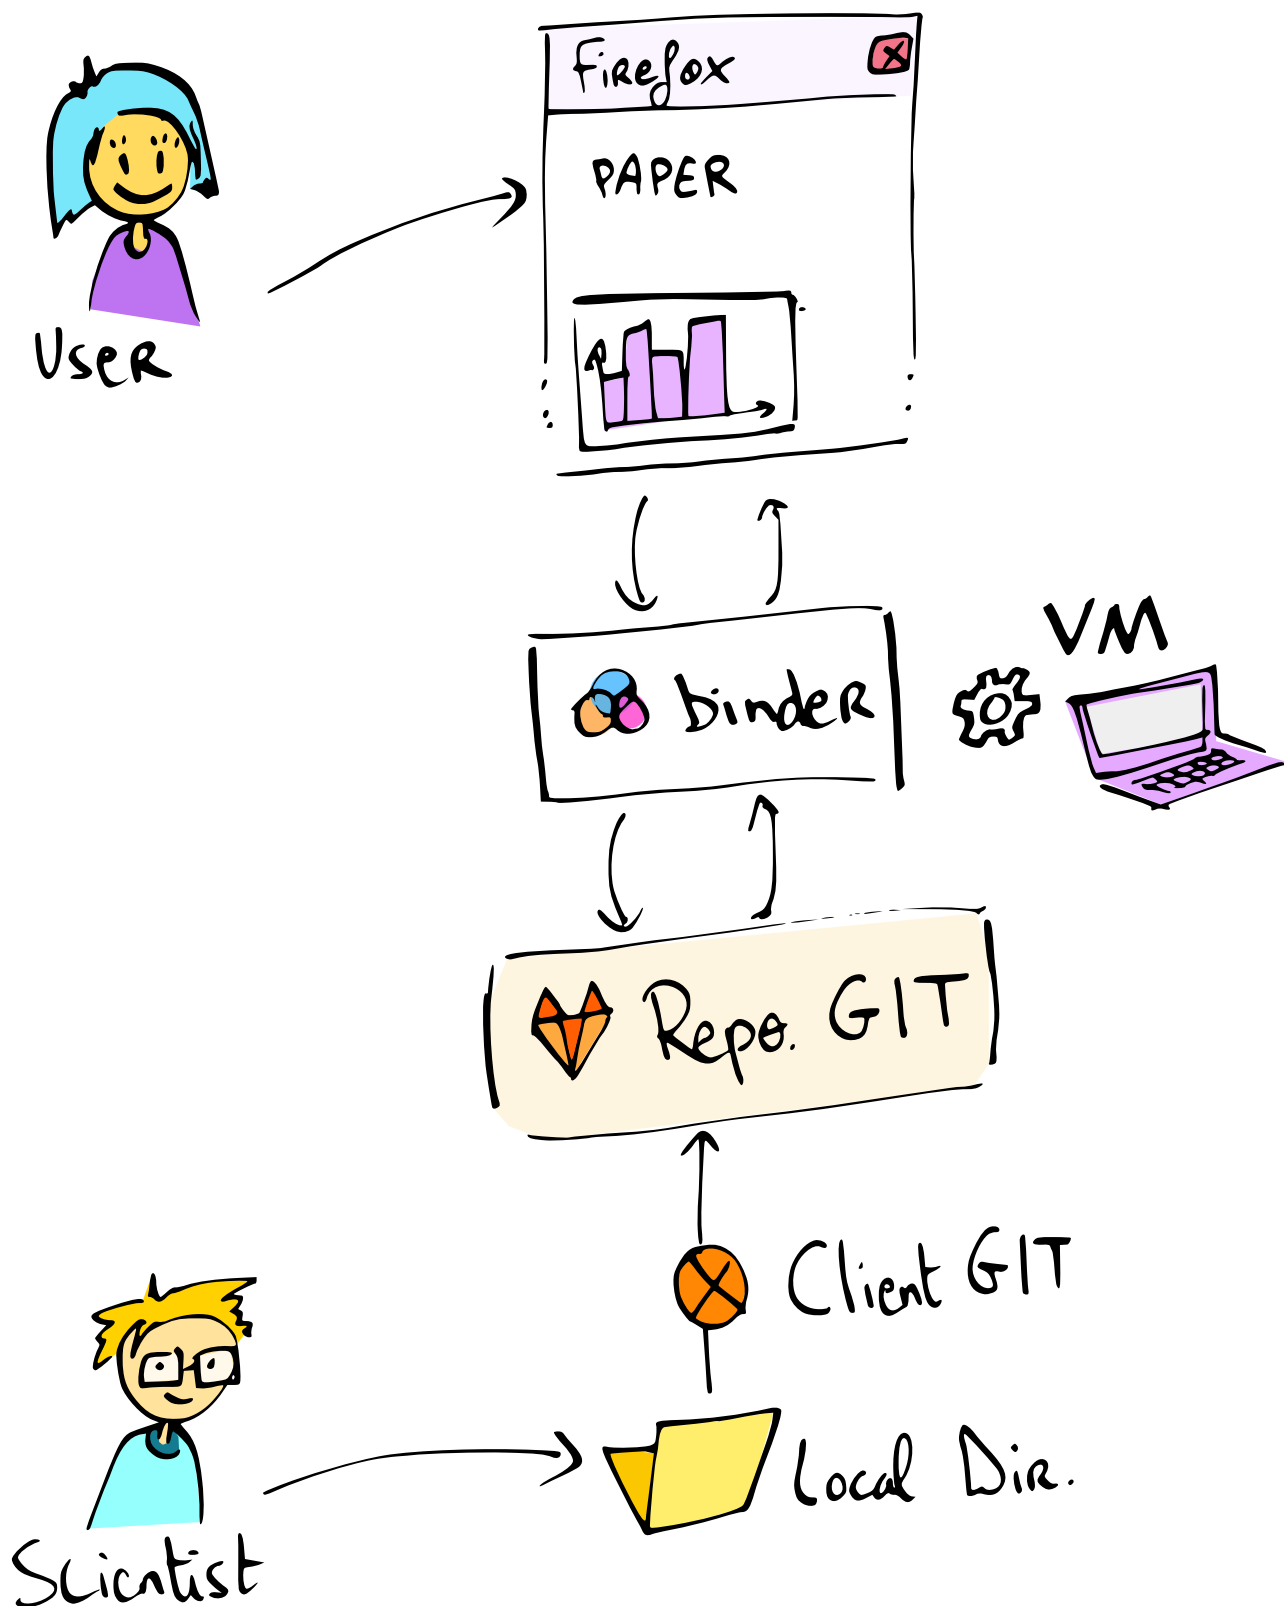 Firefox
PAPER
User
VM
binder
Repo. GIT
Client GIT
Local Dir.
Scientist